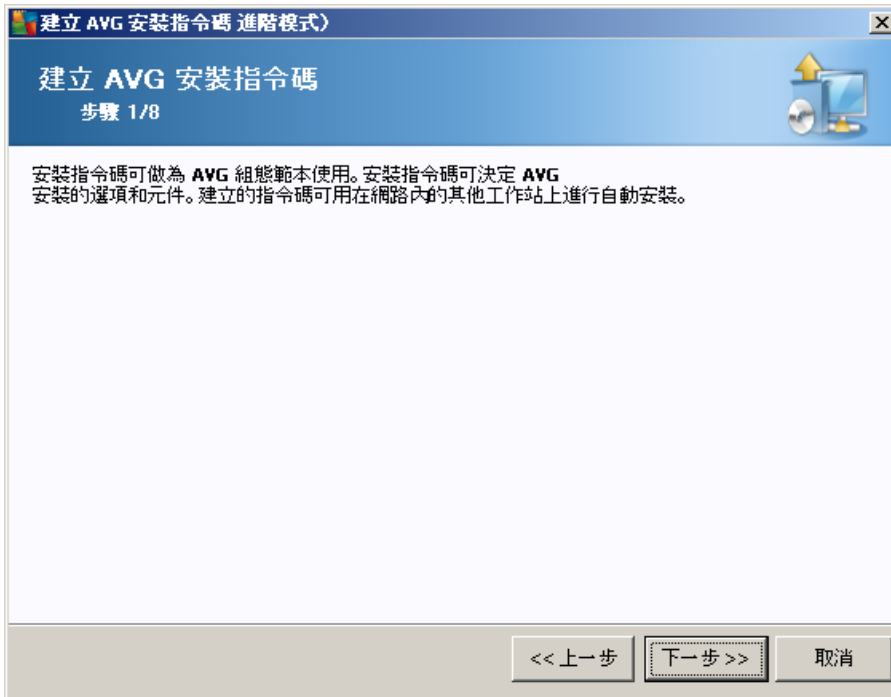 建立 AVG 安裝指令碼 進階模式)
建立 AVG 安裝指令碼
步驟 1/8
安裝指令碼可做為 AVG 組態範本使用。安裝指令碼可決定 AVG
安裝的選項和元件。建立的指令碼可用在網路內的其他工作站上進行自動安裝。
<< 上一步
下一步 >>
取消